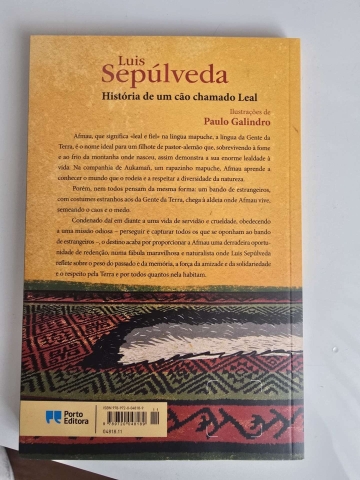 Luis
Sepúlveda
História de um cão chamado Leal
Ilustrações de
Paulo Galindro
Afmau, que significa «leal e fiel» na língua mapuche, a língua da Gente da
Terra, é o nome ideal para um filhote de pastor-alemão que, sobrevivendo à fome
e ao frio da montanha onde nasceu, assim demonstra a sua enorme lealdade à
vida. Na companhia de Aukamañ, um rapazinho mapuche, Afmau aprende a
conhecer o mundo que o rodeia e a respeitar a diversidade da natureza.
Porém, nem todos pensam da mesma forma: um bando de estrangeiros,
com costumes estranhos aos da Gente da Terra, chega à aldeia onde Afmau vive,
semeando o caos e o medo.
Condenado daí em diante a uma vida de servidão e crueldade, obedecendo
a uma missão odiosa – perseguir e capturar todos os que se oponham ao bando
de estrangeiros –, o destino acaba por proporcionar a Afmau uma derradeira oportu-
nidade de redenção, numa fábula maravilhosa e naturalista onde Luis Sepúlveda
reflete sobre o peso do passado e da memória, a força da amizade e da solidariedade
e o respeito pela Terra e por todos quantos nela habitam.
Porto
Editora
04818.11